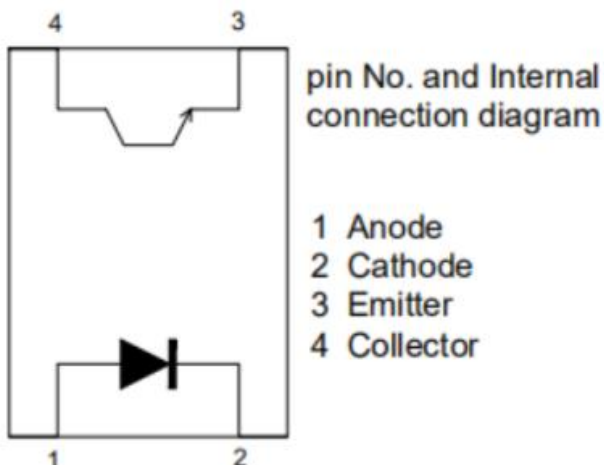 4 3
pin No. and Internal
connection diagram
1 Anode
2 Cathode
3 Emitter
4 Collector
1 2